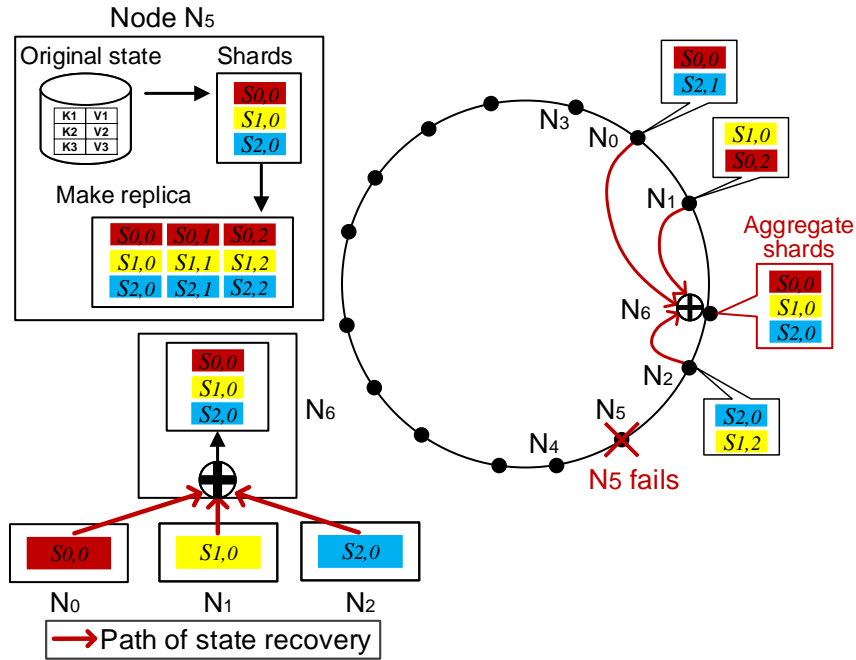 Node N5
Original state
Shards
K1 V1
K2 V2
K3 V3
S0,0
S1,0
S2,0
Make replica
S0,0 S0,1 S0,2
S1,0 S1,1 S1,2
S2,0 S2,1 S2,2
S0,0
S1,0
S2,0
N6
S0,0
S1,0
S2,0
N0
N1
N2
Path of state recovery
N3
N0
S0,0
S2,1
N1
S1,0
S0,2
Aggregate
shards
N6
S0,0
S1,0
S2,0
N2
S2,0
S1,2
N5
N4
N5 fails